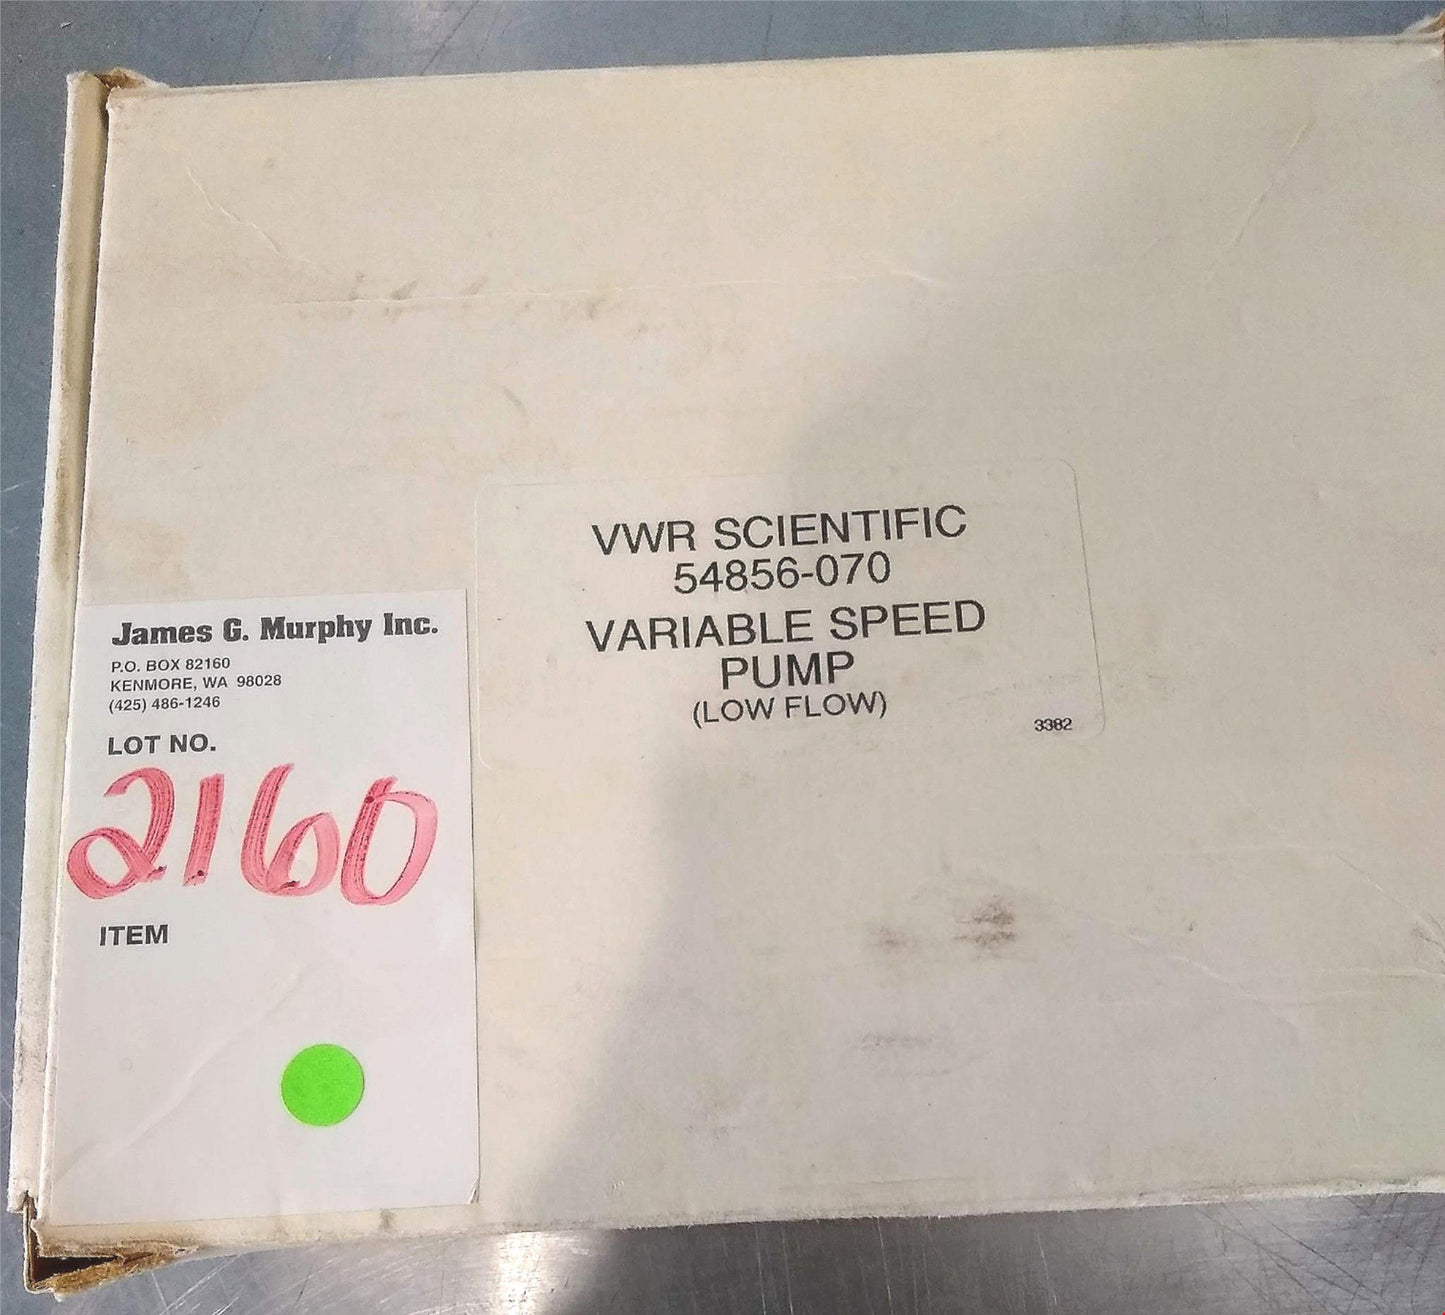 VWR SCIENTIFIC
54856-070
VARIABLE SPEED
PUMP
(LOW FLOW)
3382
James G. Murphy Inc.
P.O. BOX 82160
KENMORE, WA 98028
(425) 486-1246
LOT NO.
2160
ITEM